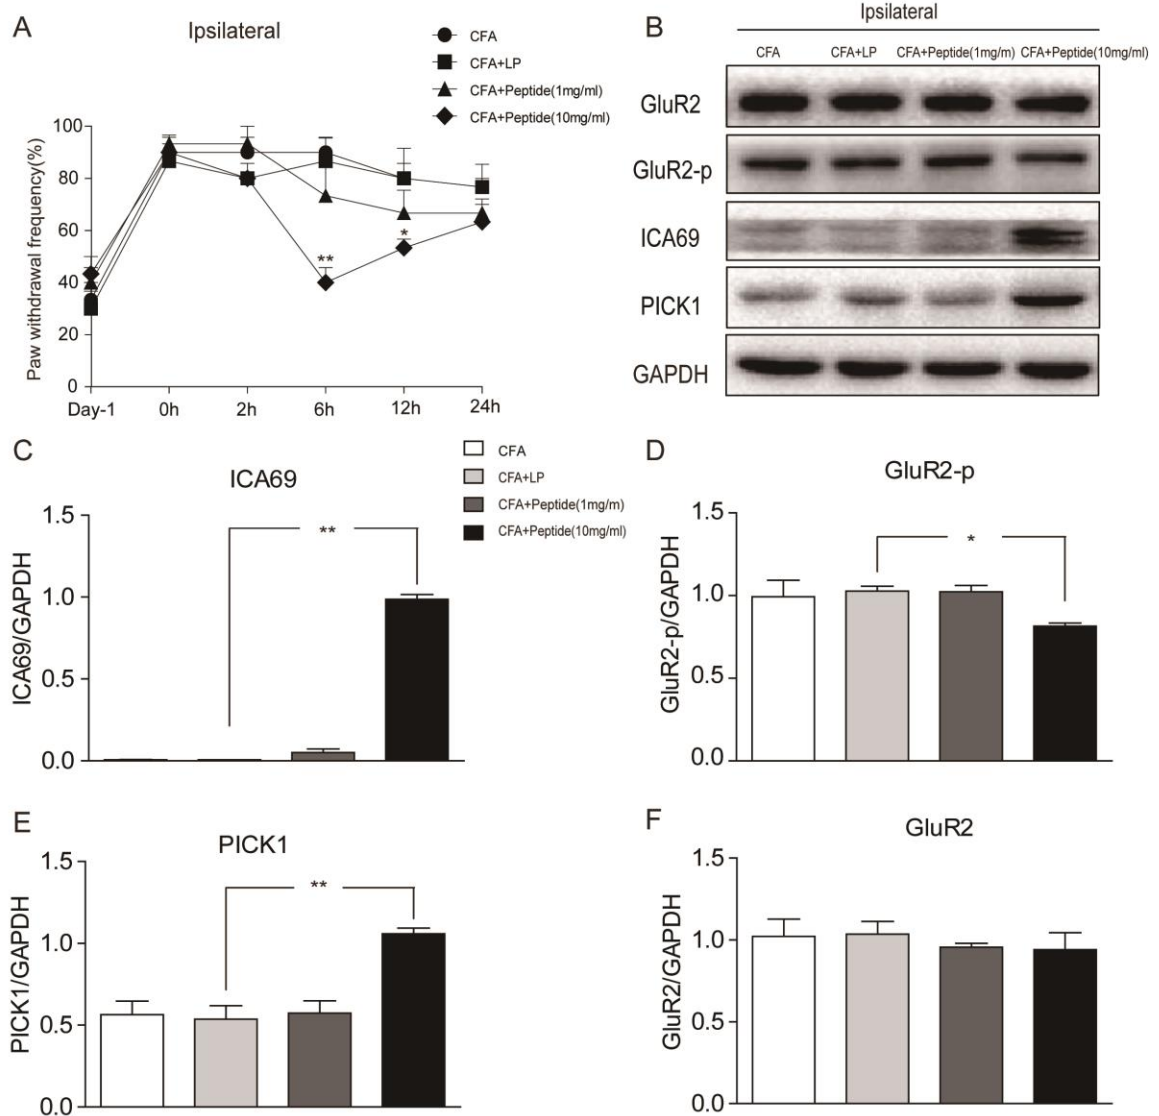 A
Ipsilateral
CFA
CFA+LP
CFA+Peptide(1mg/ml)
CFA+Peptide(10mg/ml)
Paw withdrawal frequency(%)
100
80
60
40
20
0
**
*
Day-1 0h 2h 6h 12h 24h
B
Ipsilateral
CFA CFA+LP CFA+Peptide(1mg/m) CFA+Peptide(10mg/ml)
GluR2
GluR2-p
ICA69
PICK1
GAPDH
C
ICA69
CFA
CFA+LP
CFA+Peptide(1mg/m)
CFA+Peptide(10mg/ml)
ICA69/GAPDH
1.5
1.0
0.5
0.0
**
D
GluR2-p
GluR2-p/GAPDH
1.5
1.0
0.5
0.0
*
E
PICK1
PICK1/GAPDH
1.5
1.0
0.5
0.0
**
F
GluR2
GluR2/GAPDH
1.5
1.0
0.5
0.0